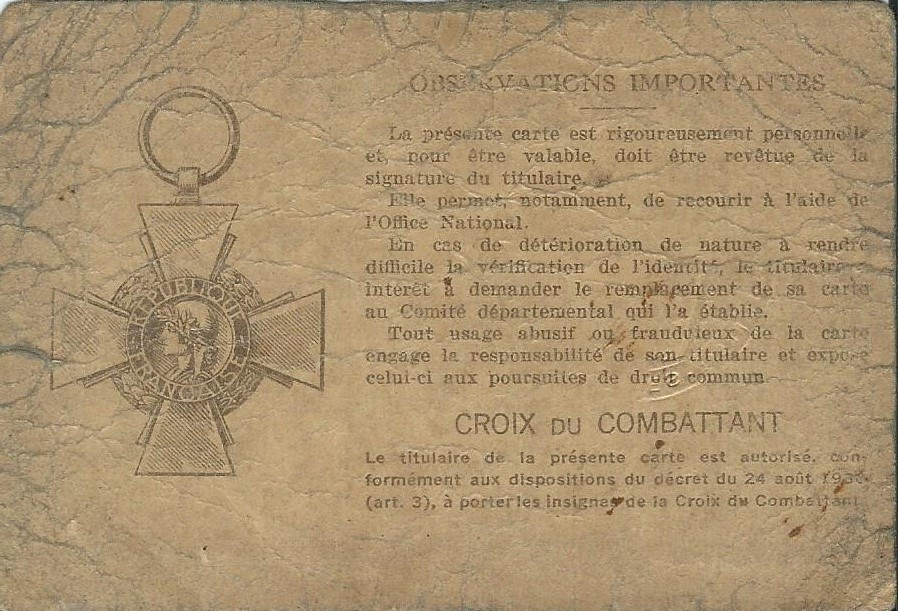 RÉPUBLIQUE
FRANÇAISE
OBSERVATIONS IMPORTANTES
La présente carte est rigoureusement personnelle
et, pour être valable, doit être revêtue de la
signature du titulaire.
Elle permet, notamment, de recourir à l'aide de
l'Office National.
En cas de détérioration de nature à rendre
difficile la vérification de l'identité, le titulaire
intérêt à demander le remplacement de sa carte
au Comité départemental qui l'a établie.
Tout usage abusif ou frauduleux de la carte
engage la responsabilité de son titulaire et expose
celui-ci aux poursuites de droit commun
CROIX DU COMBATTANT
Le titulaire de la présente carte est autorisé, con-
formément aux dispositions du décret du 24 août
(art. 3), à porter les insignes de la Croix du Combattant